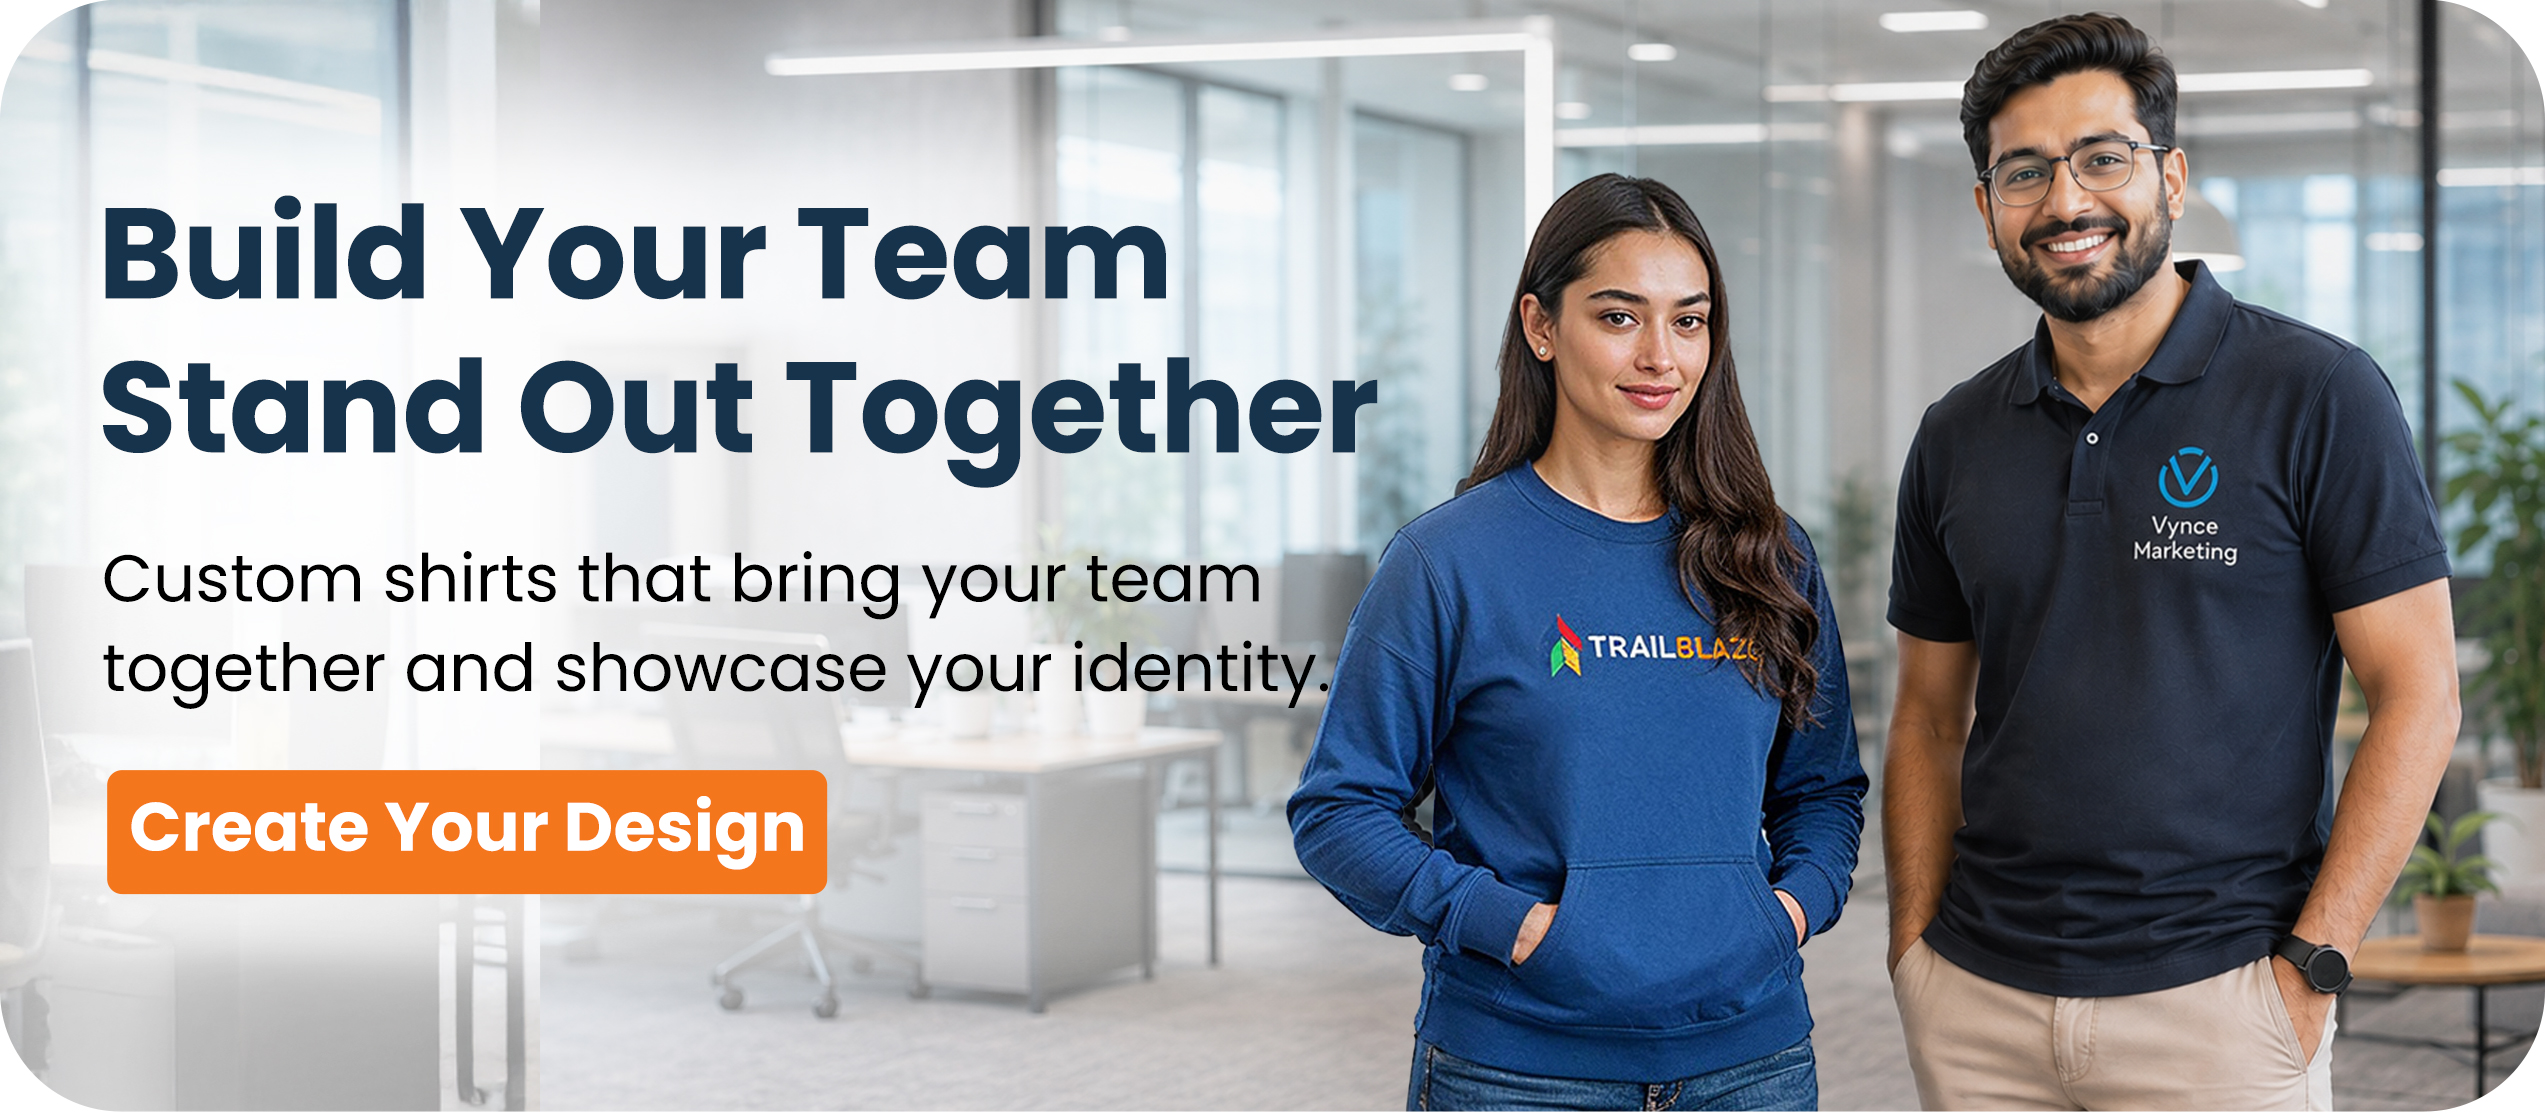 Build Your Team
Stand Out Together
Custom shirts that bring your team
together and showcase your identity.
Create Your Design
Vynce
Marketing